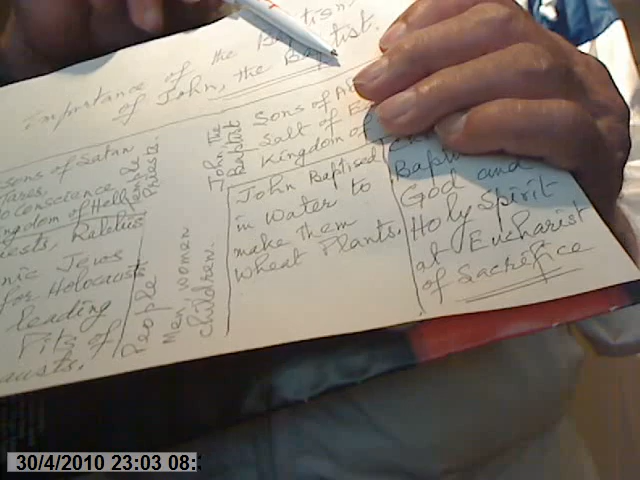 Importance of the Baptism,
of John, the Baptist.
Sons of Satan
Tares.
No Conscience
Kingdom of Hell
Temple
Priests.
Jews
for Holocaust
leading
of
People
Men women
children.
John The
Baptist
Sons of
Salt of
Kingdom of
John Baptised
in water to
make them
wheat Plants.
God and
Holy Spirit
at Eucharist
of Sacrifice
30/4/2010 23:03 08: